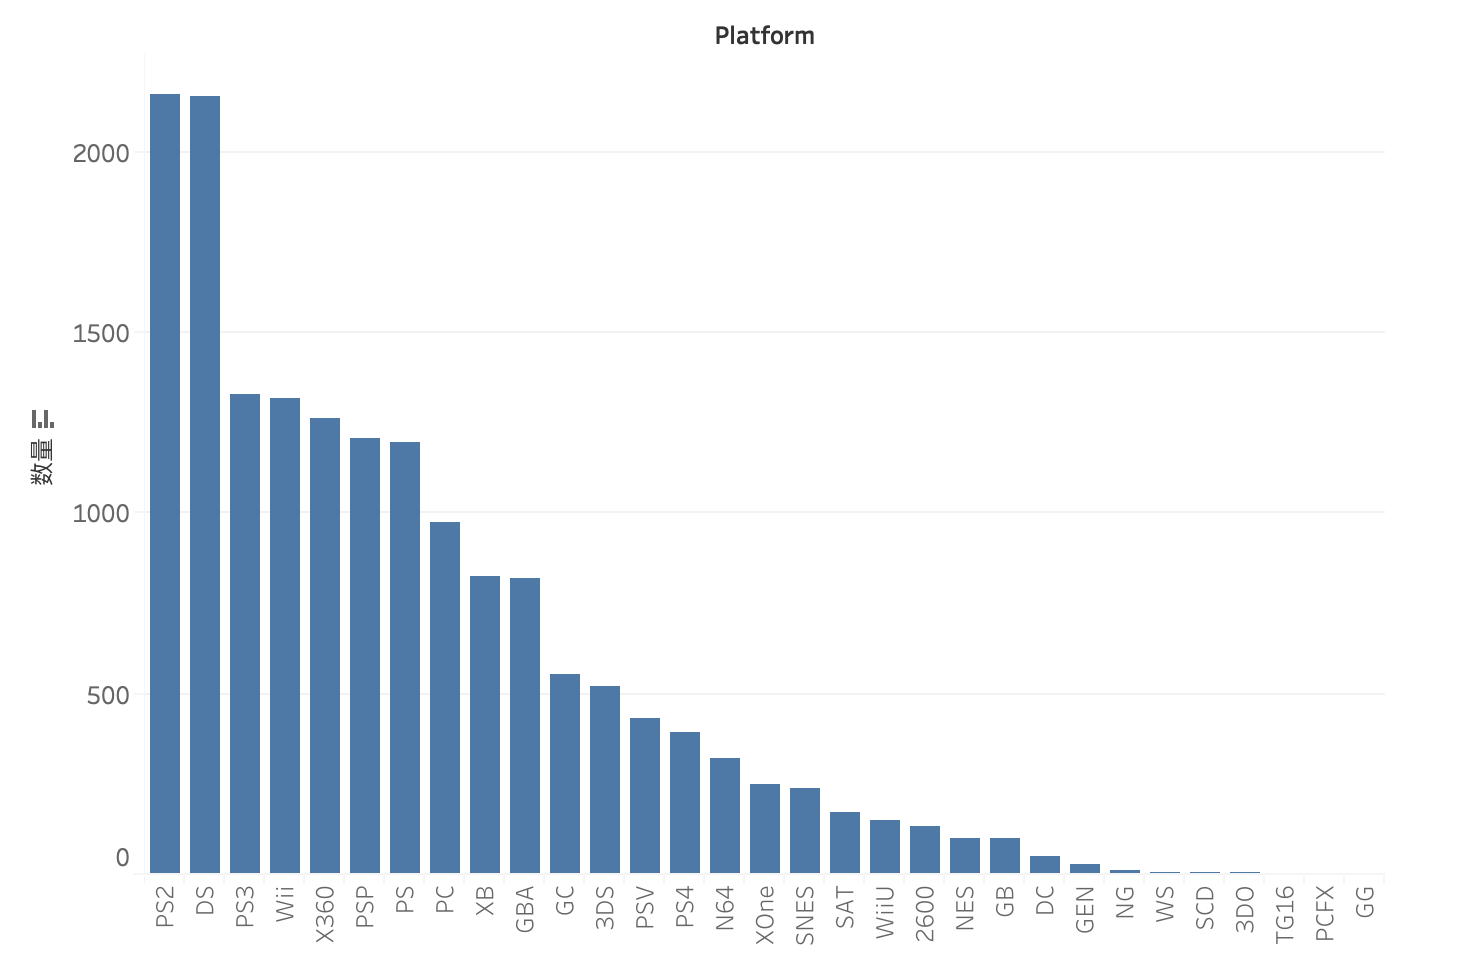 Platform
2000
1500
1000
500
0
数量
PS2
DS
PS3
Wii
X360
PSP
PS
PC
XB
GBA
GC
3DS
PSV
PS4
N64
XOne
SNES
SAT
WiiU
2600
NES
GB
DC
GEN
NG
WS
SCD
3DO
TG16
PCFX
GG